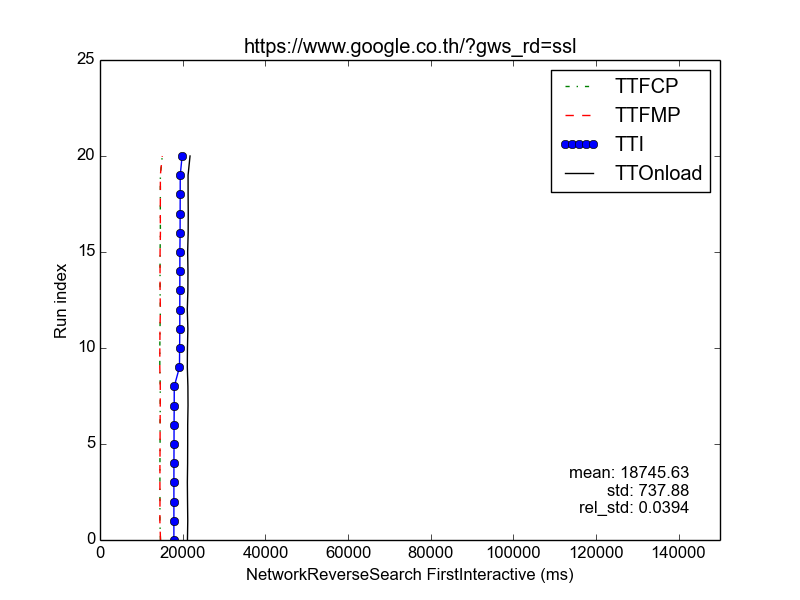 https://www.google.co.th/?gws_rd=ssl
25
20
15
10
5
0
Run index
TTFCP
TTFMP
TTI
TTOnload
mean: 18745.63
std: 737.88
rel_std: 0.0394
0 20000 40000 60000 80000 100000 120000 140000
NetworkReverseSearch FirstInteractive (ms)